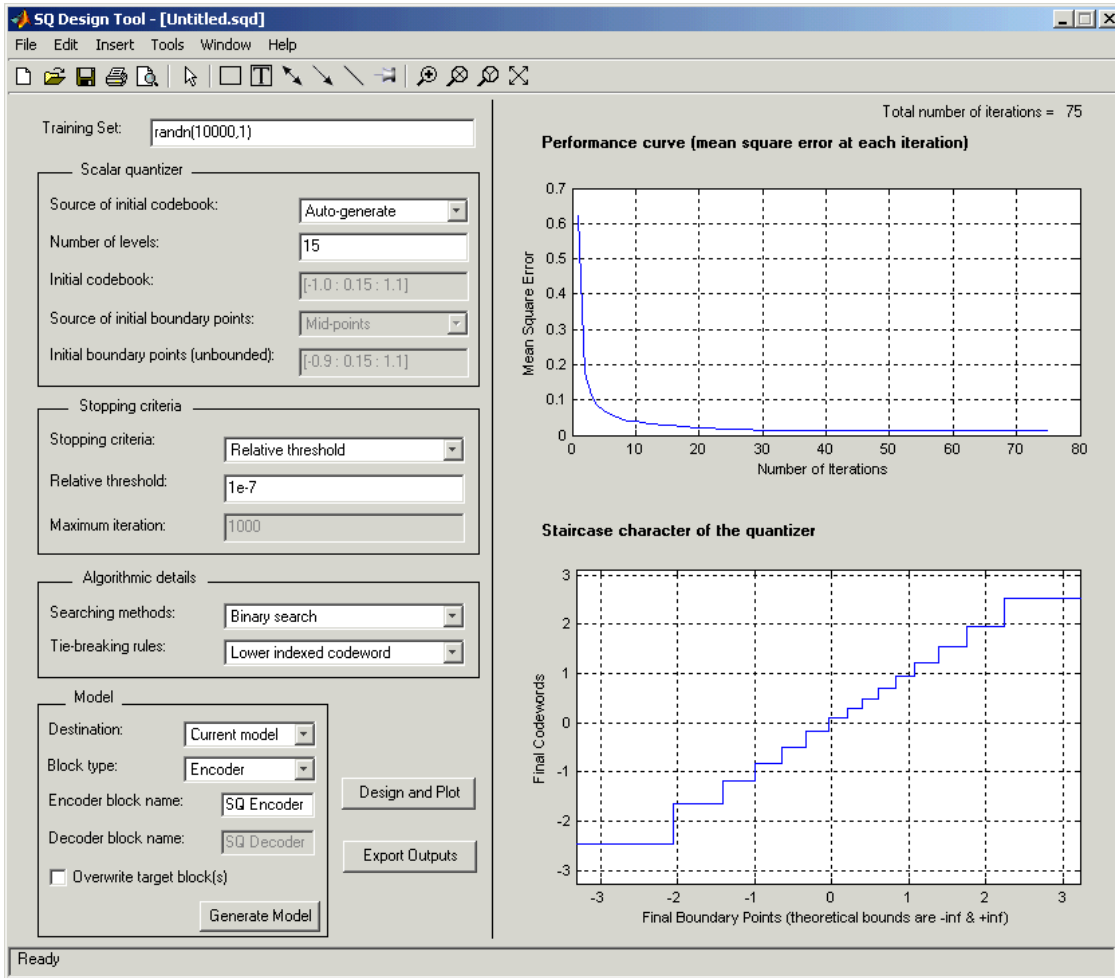 SQ Design Tool - [Untitled.sqd]
File Edit Insert Tools Window Help
T
Training Set: randn(10000,1)
Scalar quantizer
Source of initial codebook: Auto-generate
Number of levels: 15
Initial codebook: [-1.0 : 0.15 : 1.1]
Source of initial boundary points: Mid-points
Initial boundary points (unbounded): [-0.9 : 0.15 : 1.1]
Stopping criteria
Stopping criteria: Relative threshold
Relative threshold: 1e-7
Maximum iteration: 1000
Algorithmic details
Searching methods: Binary search
Tie-breaking rules: Lower indexed codeword
Model
Destination: Current model
Block type: Encoder
Encoder block name: SQ Encoder
Decoder block name: SQ Decoder
Overwrite target block(s)
Generate Model
Design and Plot
Export Outputs
Total number of iterations = 75
Performance curve (mean square error at each iteration)
0.7
0.6
0.5
0.4
0.3
0.2
0.1
0
Mean Square Error
0 10 20 30 40 50 60 70 80
Number of Iterations
Staircase character of the quantizer
3
2
1
0
-1
-2
-3
Final Codewords
-3 -2 -1 0 1 2 3
Final Boundary Points (theoretical bounds are -inf & +inf)
Ready